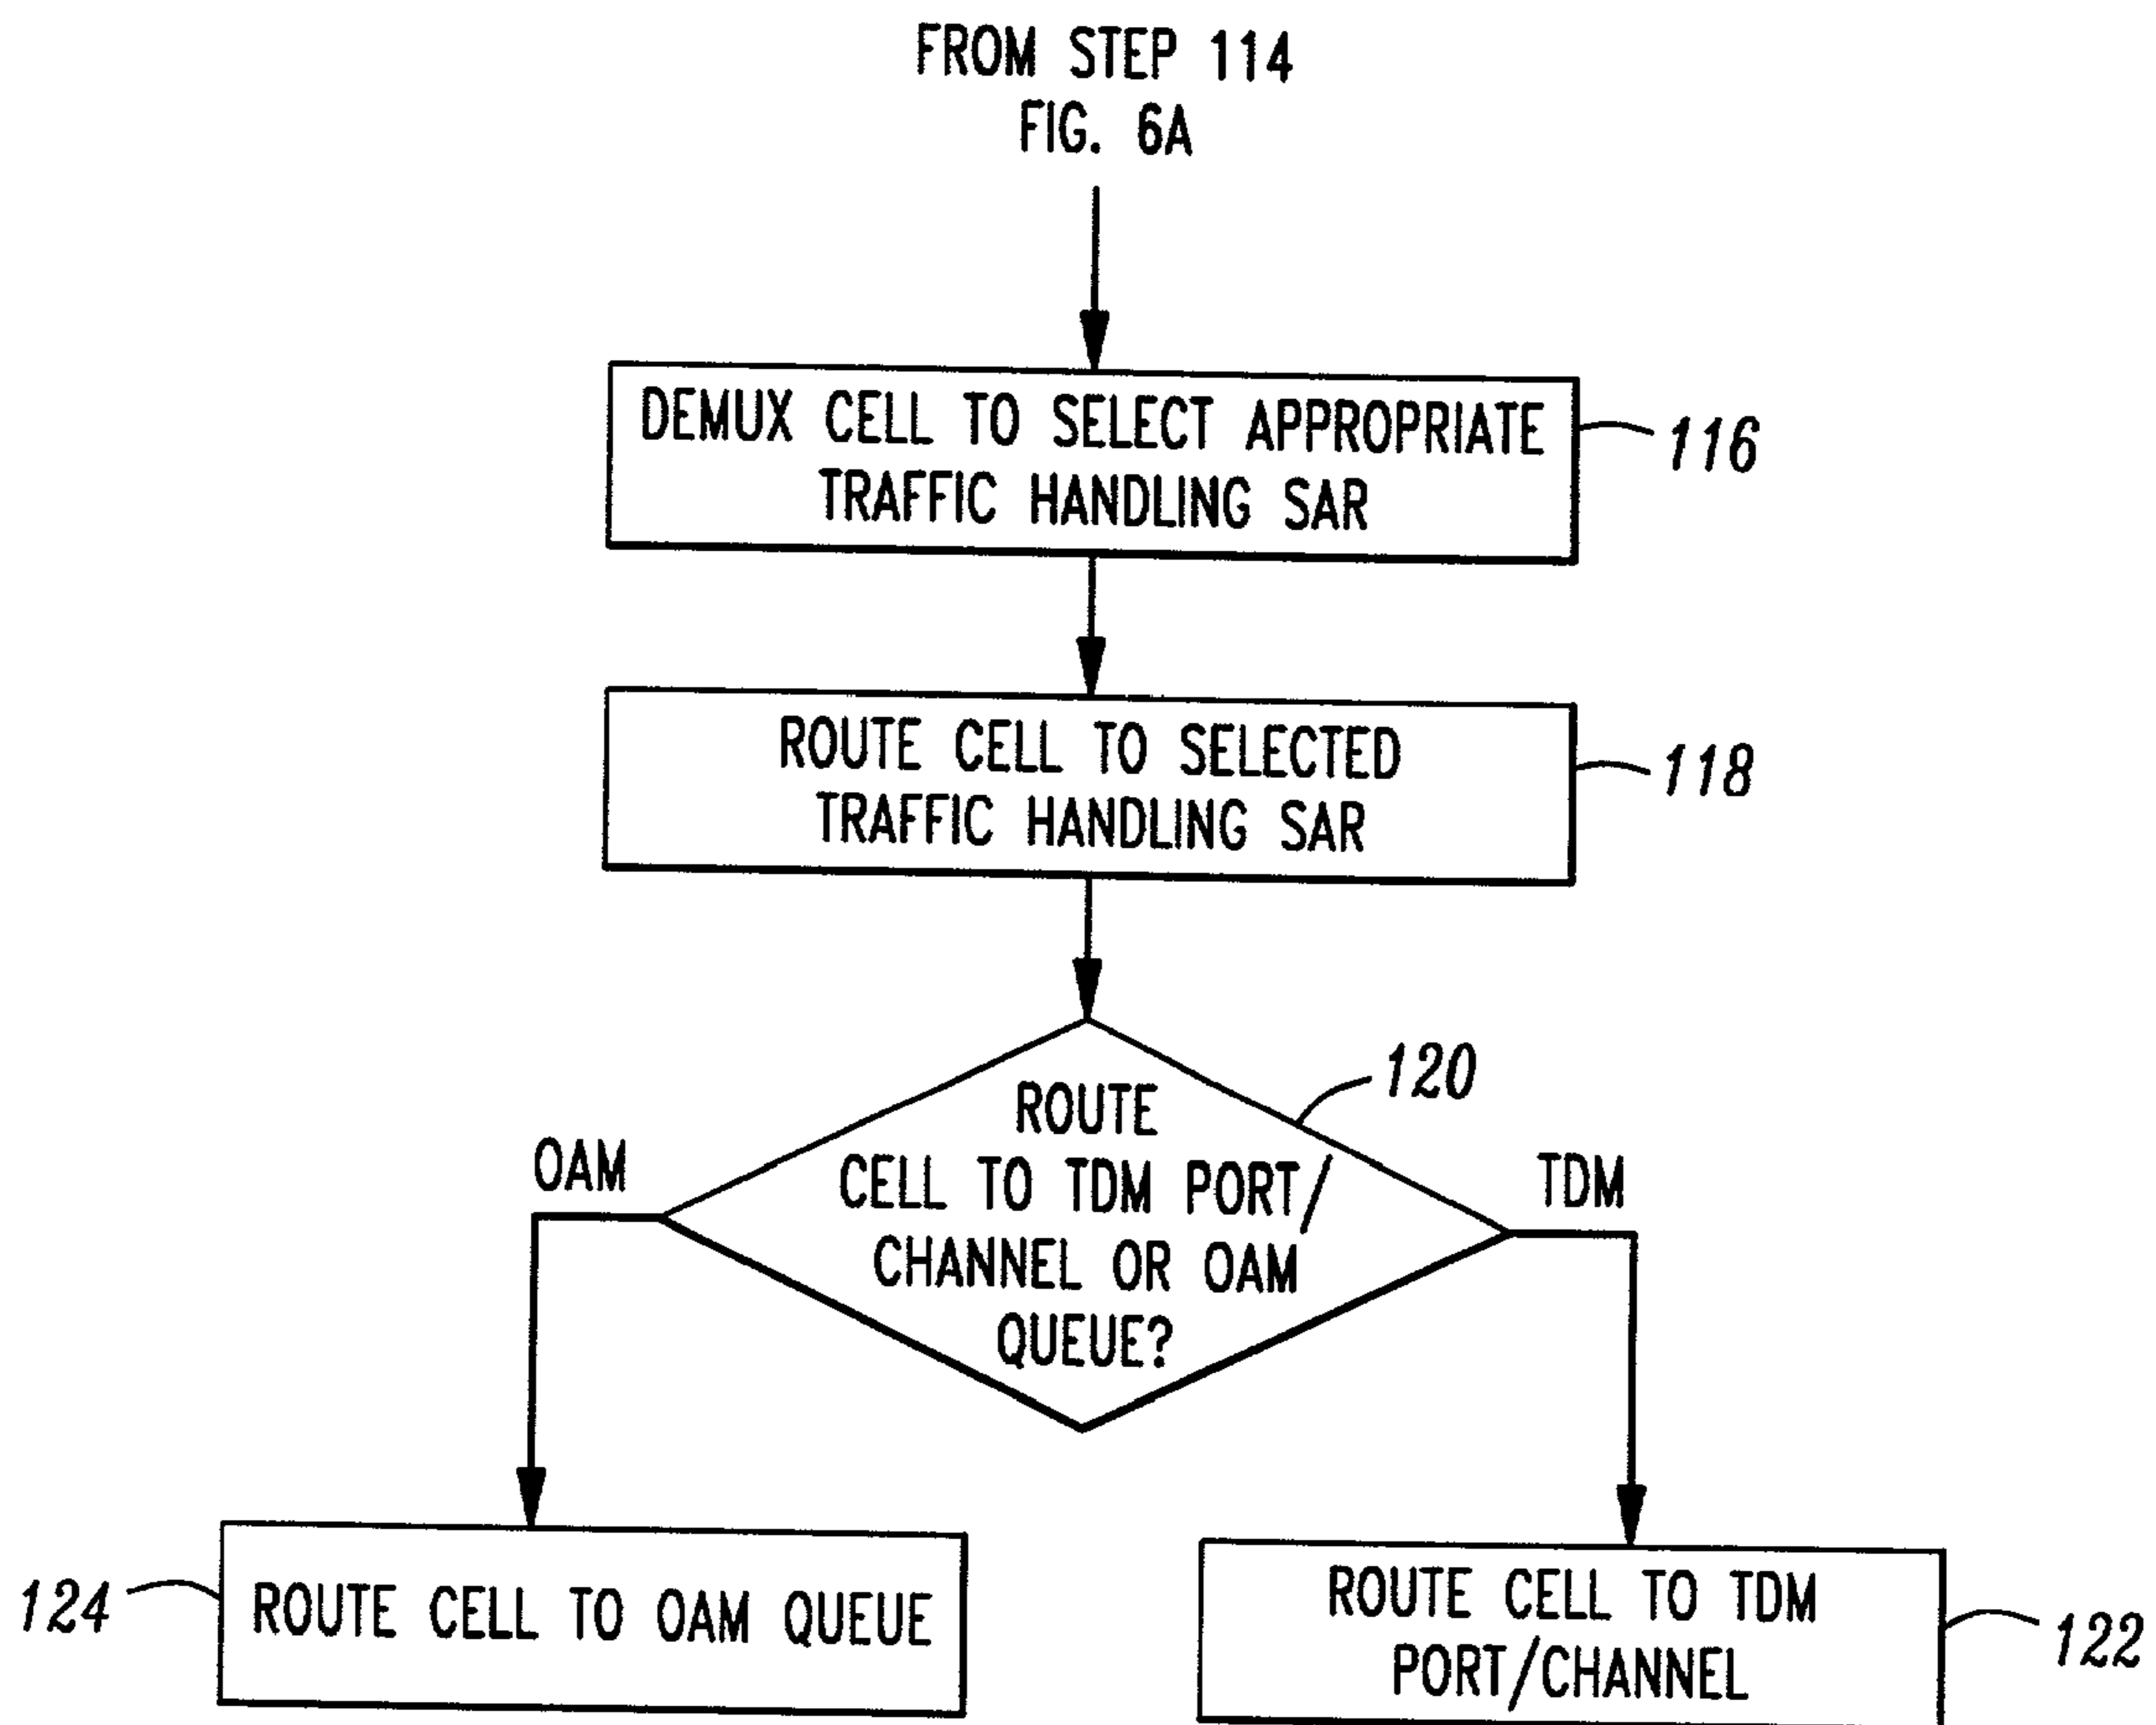 FROM STEP 114
FIG. 6A
DEMUX CELL TO SELECT APPROPRIATE
TRAFFIC HANDLING SAR
116
ROUTE CELL TO SELECTED
TRAFFIC HANDLING SAR
118
120
ROUTE
CELL TO TDM PORT/
CHANNEL OR OAM
QUEUE?
OAM
TDM
124
ROUTE CELL TO OAM QUEUE
ROUTE CELL TO TDM
PORT/CHANNEL
122